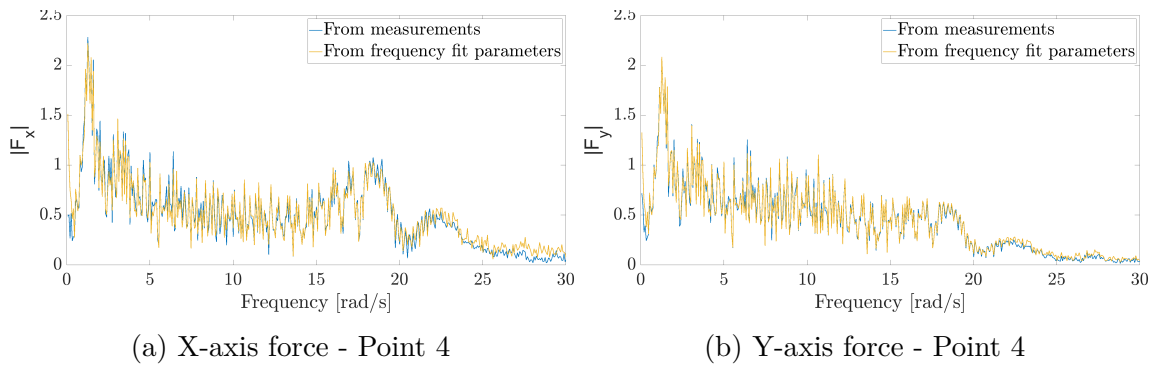 2.5
2
1.5
1
0.5
0
|F_x|
From measurements
From frequency fit parameters
0 5 10 15 20 25 30
Frequency [rad/s]
(a) X-axis force - Point 4
2.5
2
1.5
1
0.5
0
|F_y|
From measurements
From frequency fit parameters
0 5 10 15 20 25 30
Frequency [rad/s]
(b) Y-axis force - Point 4